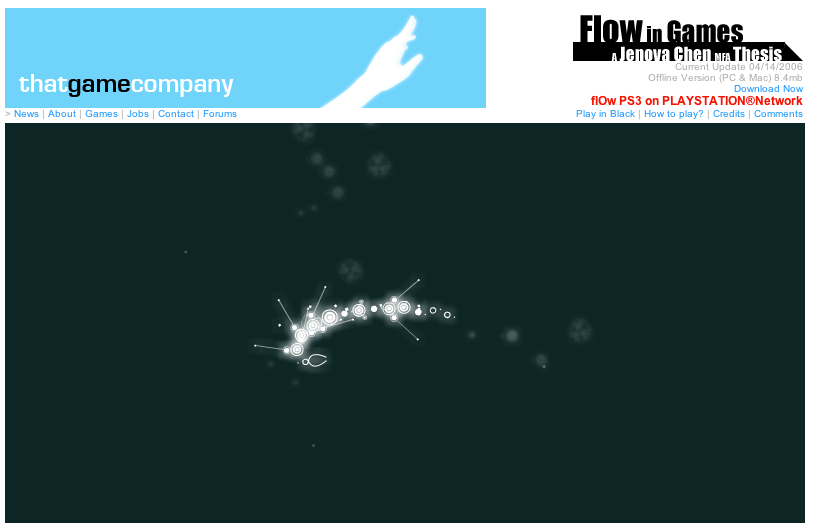 thatgamecompany
> News | About | Games | Jobs | Contact | Forums
Flow in Games
A Jenova Chen MFA Thesis
Current Update 04/14/2006
Offline Version (PC & Mac) 8.4mb
Download Now
flOw PS3 on PLAYSTATION®Network
Play in Black | How to play? | Credits | Comments